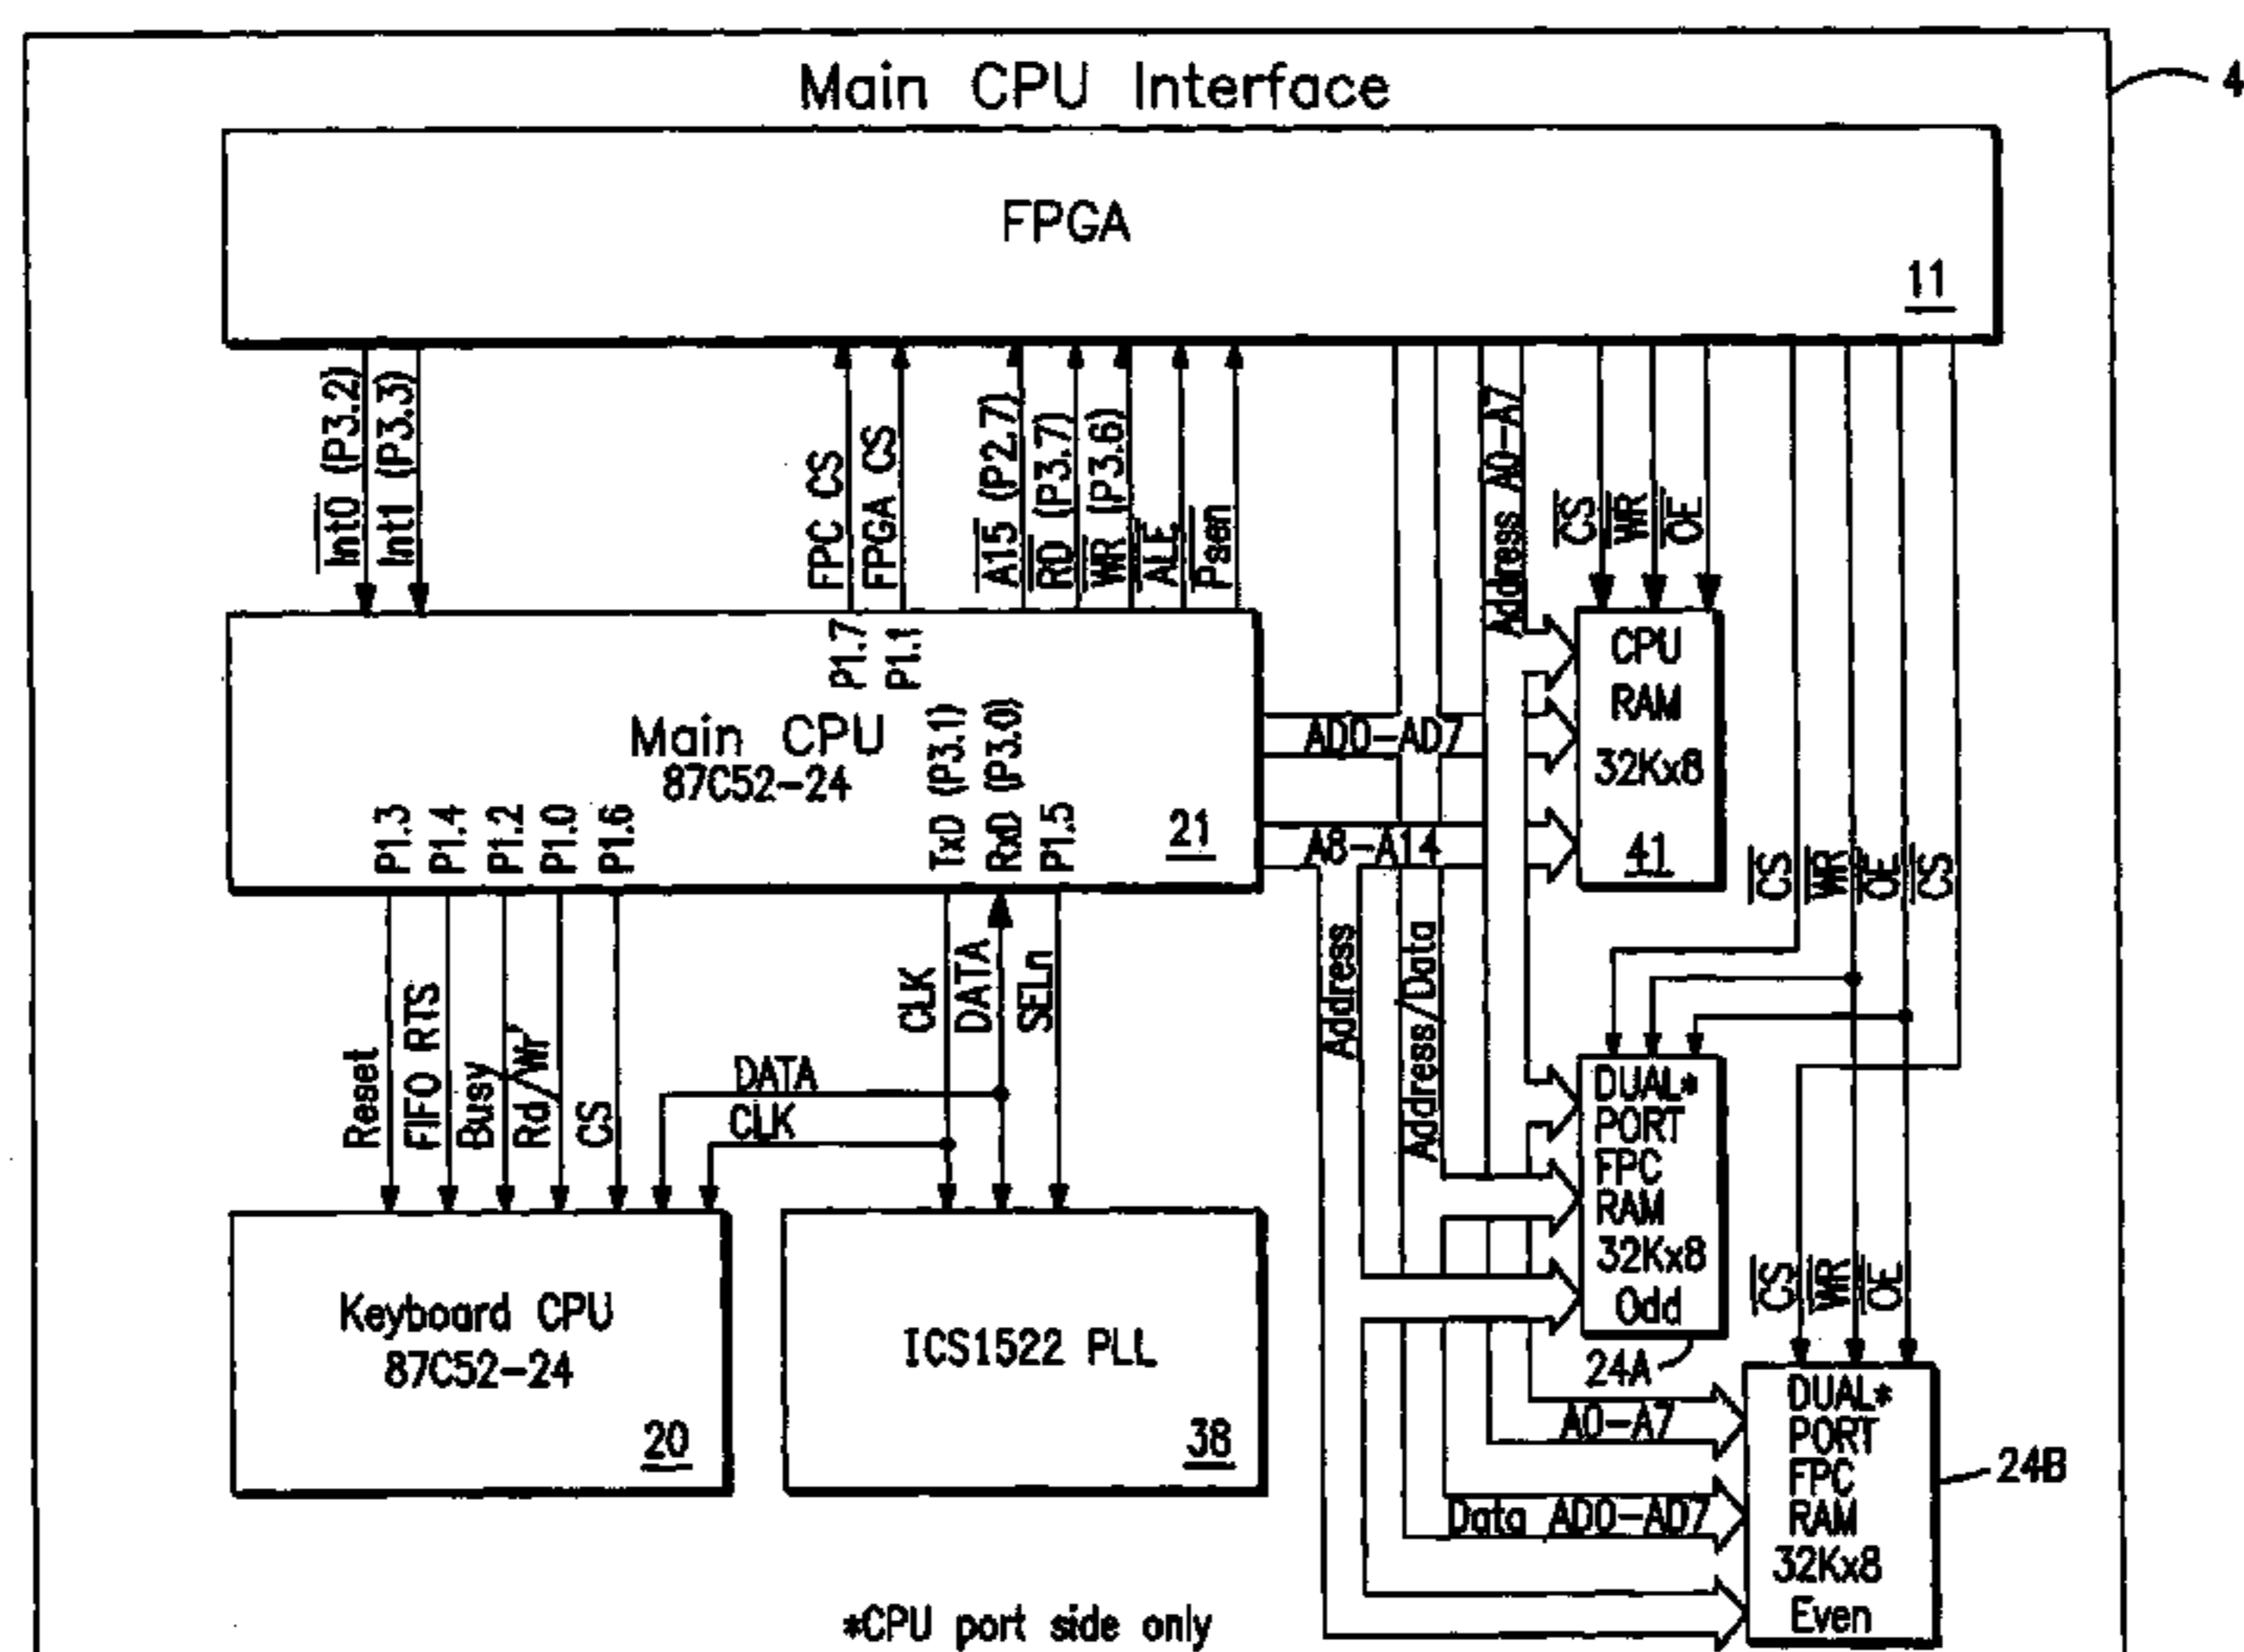 Main CPU Interface
4
FPGA
11
Int0 (P3.2)
Int1 (P3.3)
FPC CS
FPGA CS
A15 (P2.7)
RD (P3.7)
WR (P3.6)
ALE
Psen
Address A0-A7
CS
WR
OE
P1.7
P1.1
Main CPU
87C52-24
21
P1.3
P1.4
P1.2
P1.0
P1.6
TxD (P3.1)
RxD (P3.0)
P1.5
AD0-AD7
A8-A14
CPU
RAM
32Kx8
41
CS
WR
OE
CS
Reset
FIFO RTS
Busy
Rd/Wr
CS
CLK
DATA
SELn
DATA
CLK
Address
Address/Data
DUAL*
PORT
FPC
RAM
32Kx8
Odd
24A
CS
WR
OE
Keyboard CPU
87C52-24
20
ICS1522 PLL
38
A0-A7
Data AD0-AD7
DUAL*
PORT
FPC
RAM
32Kx8
Even
24B
*CPU port side only